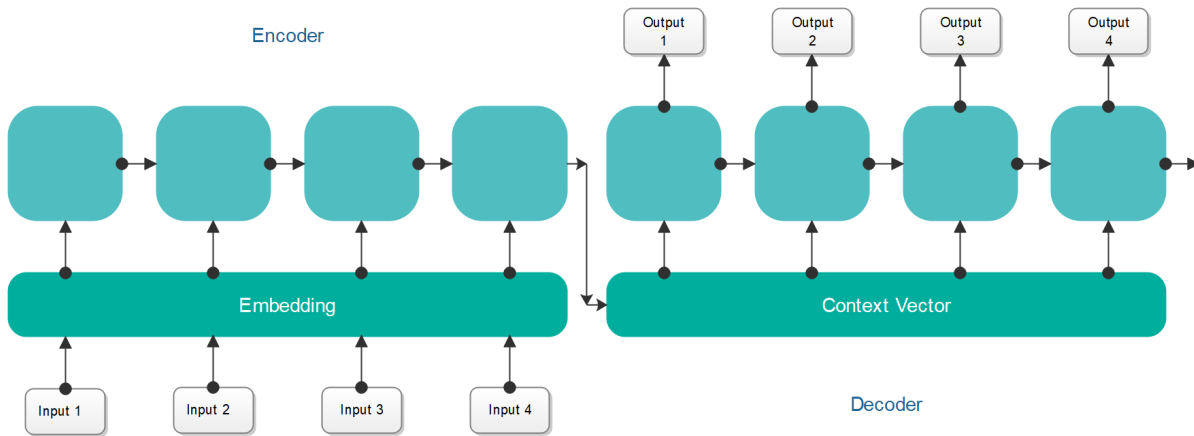 Encoder
Output
1
Output
2
Output
3
Output
4
Embedding
Context Vector
Input 1
Input 2
Input 3
Input 4
Decoder